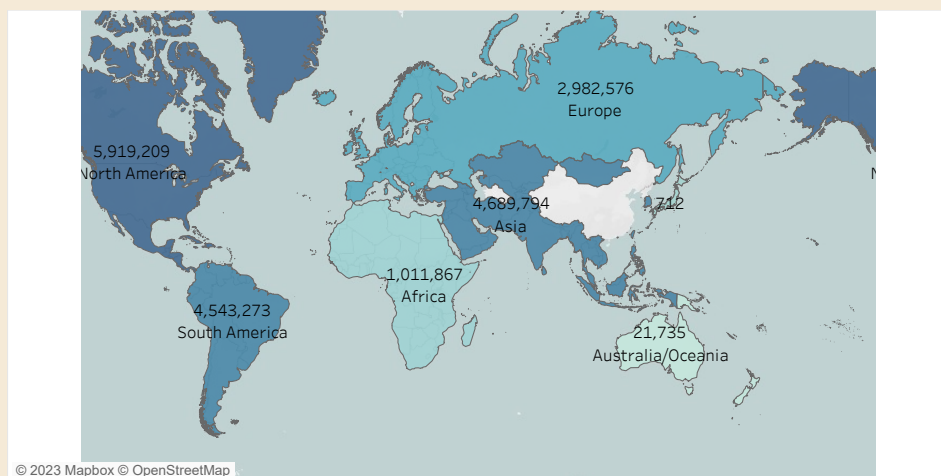 2,982,576
Europe
5,919,209
North America
N
4,689,794
Asia
712
1,011,867
Africa
4,543,273
South America
21,735
Australia/Oceania
© 2023 Mapbox © OpenStreetMap